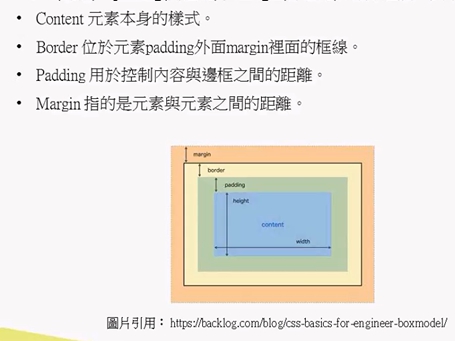 • Content 元素本身的樣式。
• Border 位於元素padding外面margin裡面的框線。
• Padding 用於控制內容與邊框之間的距離。
• Margin 指的是元素與元素之間的距離。
margin
border
padding
height
content
width
圖片引用： https://backlog.com/blog/css-basics-for-engineer-boxmodel/